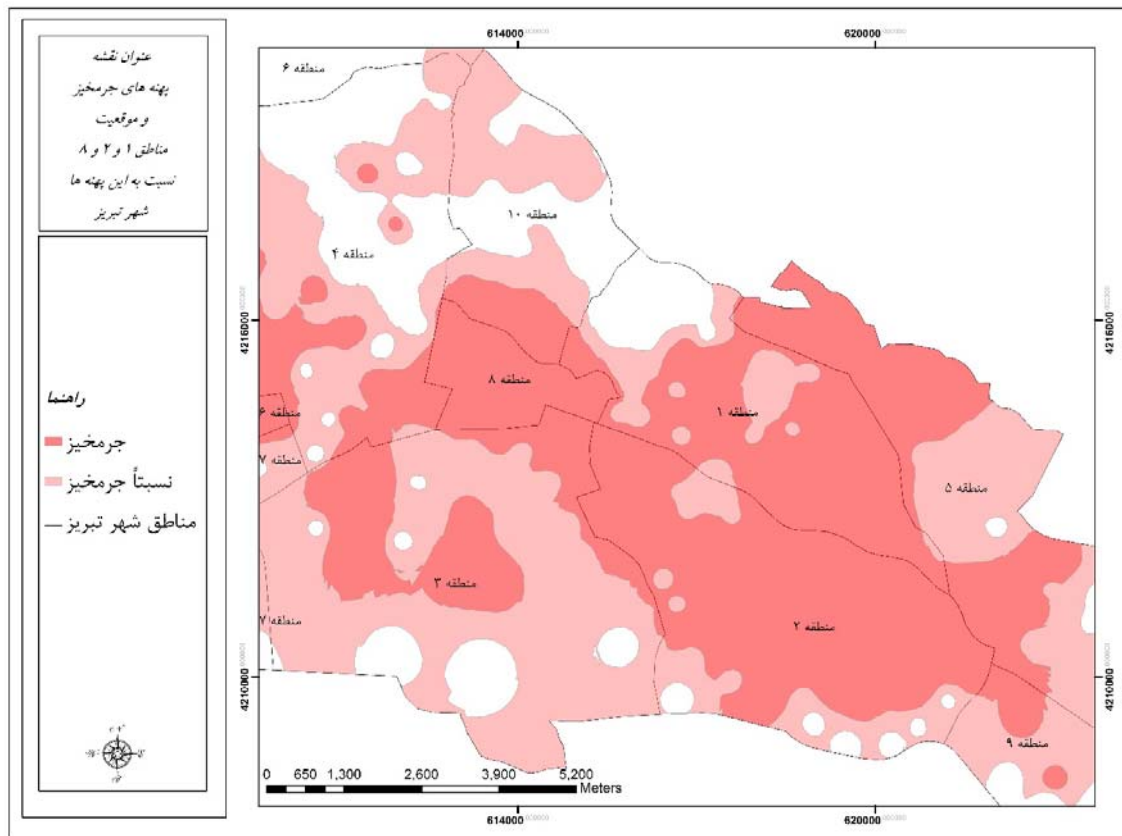 عنوان نقشه
پهنه های جرمخیز
و موقعیت
مناطق ۱ و ۲ و ۸
نسبت به این پهنه ها
شهر تبریز
راهنما
جرمخیز
نسبتاً جرمخیز
مناطق شهر تبریز
614000
620000
منطقه ۶
منطقه ۱۰
منطقه ۴
4216000
4216000
منطقه ۸
منطقه ۱
منطقه ۶
منطقه ۷
منطقه ۵
منطقه ۳
منطقه ۷
منطقه ۲
4210000
4210000
منطقه ۹
0 650 1,300 2,600 3,900 5,200
Meters
614000
620000